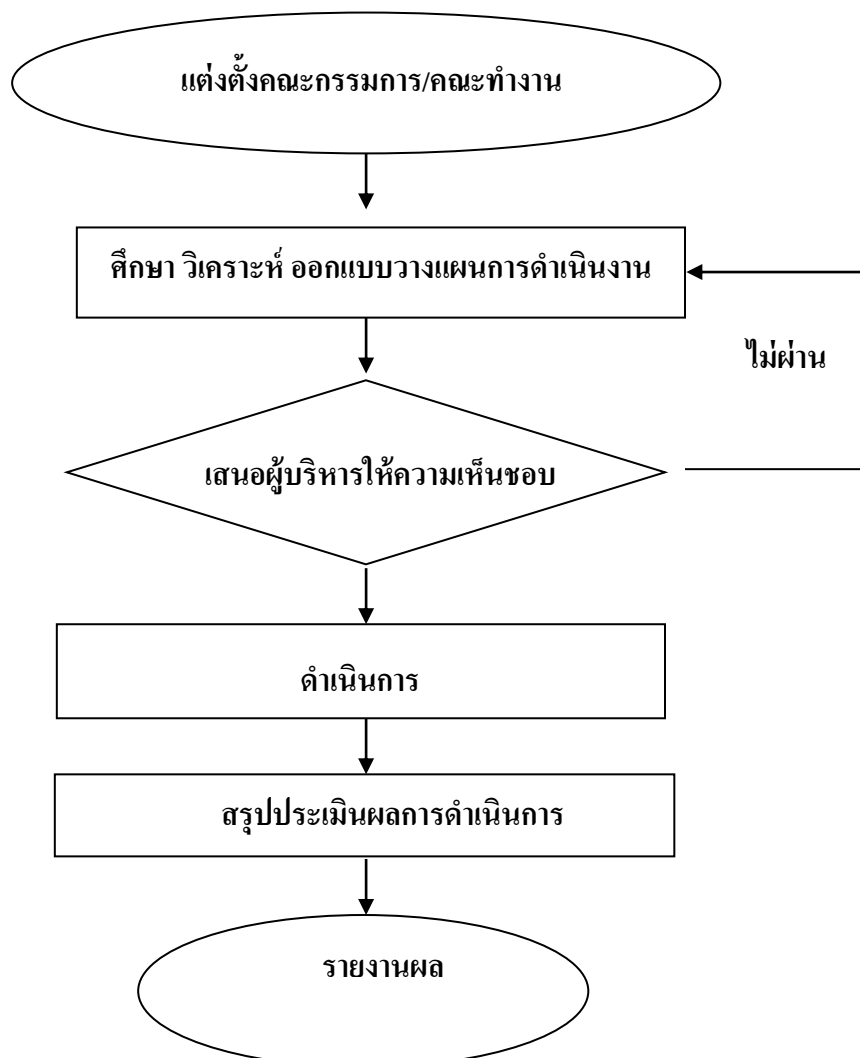 แต่งตั้งคณะกรรมการ/คณะทำงาน
ศึกษา วิเคราะห์ ออกแบบวางแผนการดำเนินงาน
ไม่ผ่าน
เสนอผู้บริหารให้ความเห็นชอบ
ดำเนินการ
สรุปประเมินผลการดำเนินการ
รายงานผล